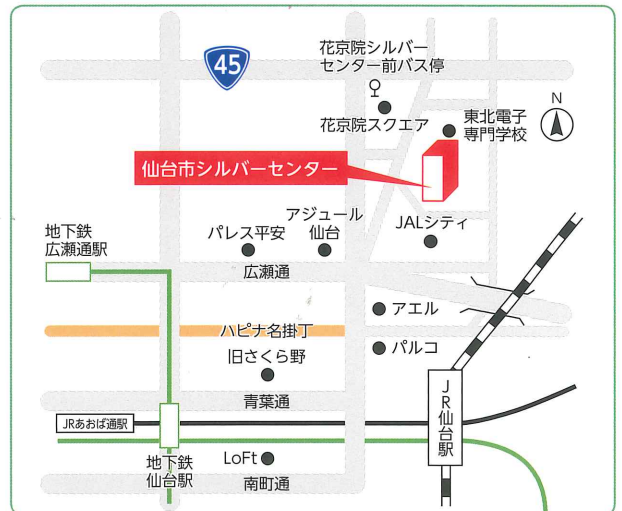 45
花京院シルバー
センター前バス停
花京院スクエア
東北電子
専門学校
N
仙台市シルバーセンター
地下鉄
広瀬通駅
パレス平安
アジュール
仙台
JALシティ
広瀬通
アエル
ハピナ名掛丁
パルコ
旧さくら野
青葉通
JRあおば通駅
JR仙台駅
地下鉄
仙台駅
LoFt
南町通